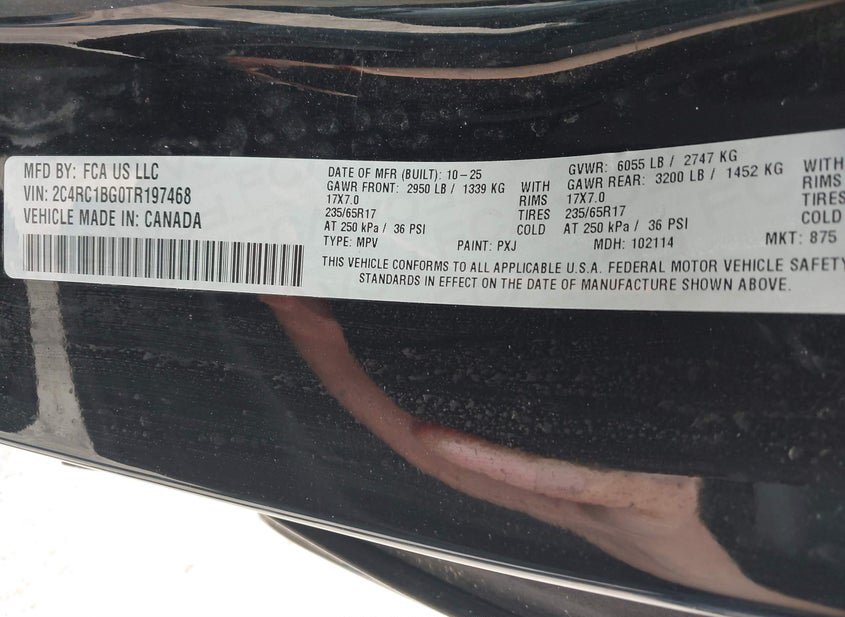 MFD BY: FCA US LLC
VIN: 2C4RC1BG0TR197468
VEHICLE MADE IN: CANADA
DATE OF MFR (BUILT): 10-25
GVWR: 6055 LB / 2747 KG
GAWR FRONT: 2950 LB / 1339 KG WITH
GAWR REAR: 3200 LB / 1452 KG WITH
17X7.0 RIMS
17X7.0 RIMS
235/65R17 TIRES
235/65R17 TIRES
AT 250 kPa / 36 PSI COLD
AT 250 kPa / 36 PSI COLD
TYPE: MPV PAINT: PXJ MDH: 102114 MKT: 875
THIS VEHICLE CONFORMS TO ALL APPLICABLE U.S.A. FEDERAL MOTOR VEHICLE SAFETY
STANDARDS IN EFFECT ON THE DATE OF MANUFACTURE SHOWN ABOVE.